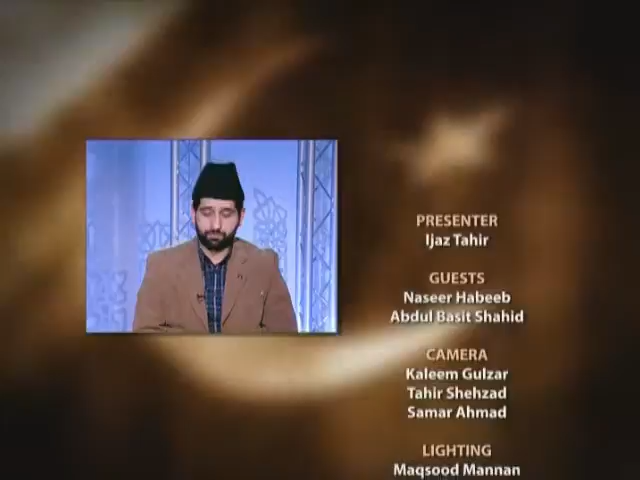 PRESENTER
Ijaz Tahir
GUESTS
Naseer Habeeb
Abdul Basit Shahid
CAMERA
Kaleem Gulzar
Tahir Shehzad
Samar Ahmad
LIGHTING
Maqsood Mannan